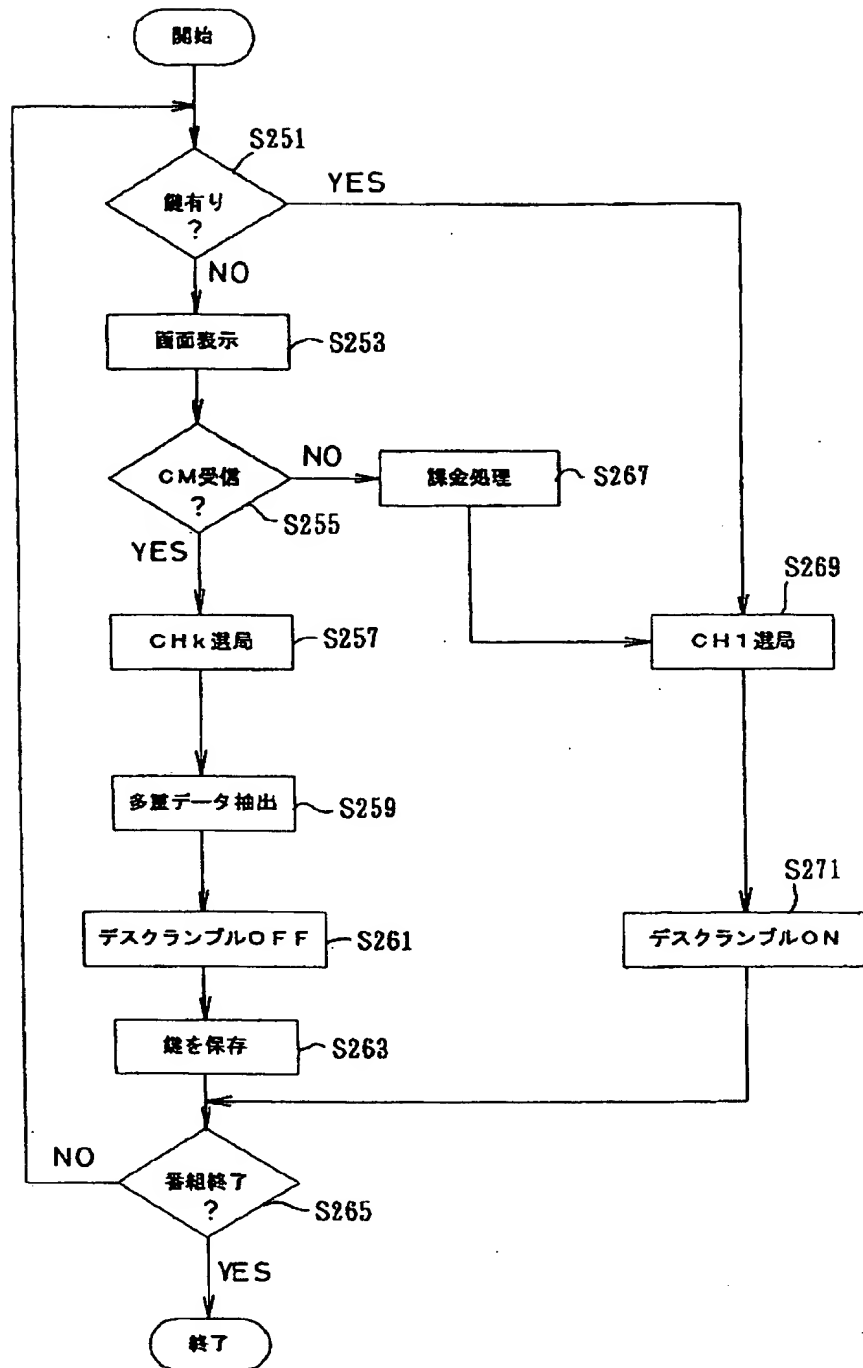 開始
S251
鍵有り
?
YES
NO
画面表示
S253
CM受信
?
NO
S255
YES
課金処理
S267
CHk選局
S257
S269
CH1選局
多重データ抽出
S259
デスクランブルOFF
S261
S271
デスクランブルON
鍵を保存
S263
NO
番組終了
?
S265
YES
終了